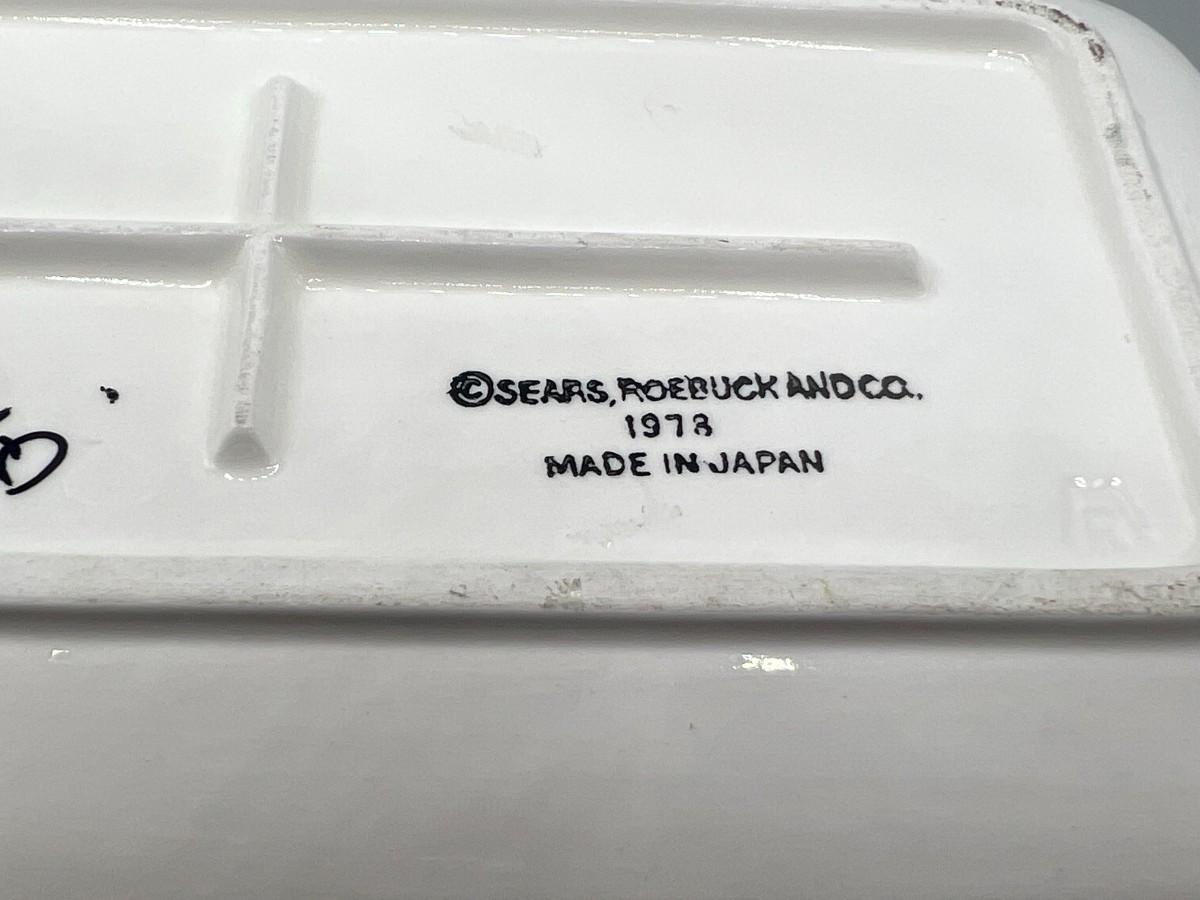 ©SEARS, ROEBUCK AND CO.
1978
MADE IN JAPAN